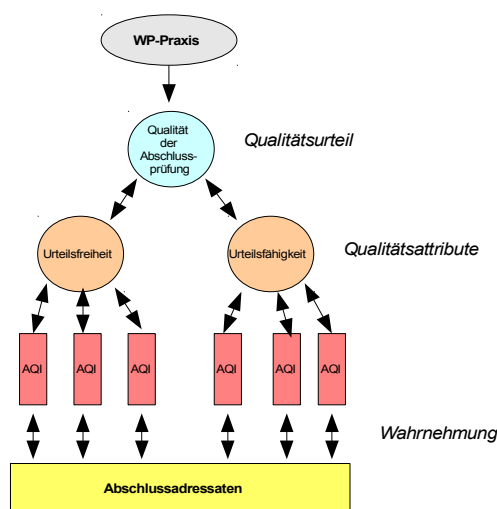 WP-Praxis
Qualität
der
Abschluss-
prüfung
Qualitätsurteil
Urteilsfreiheit
Urteilsfähigkeit
Qualitätsattribute
AQI
AQI
AQI
AQI
AQI
AQI
Wahrnehmung
Abschlussadressaten